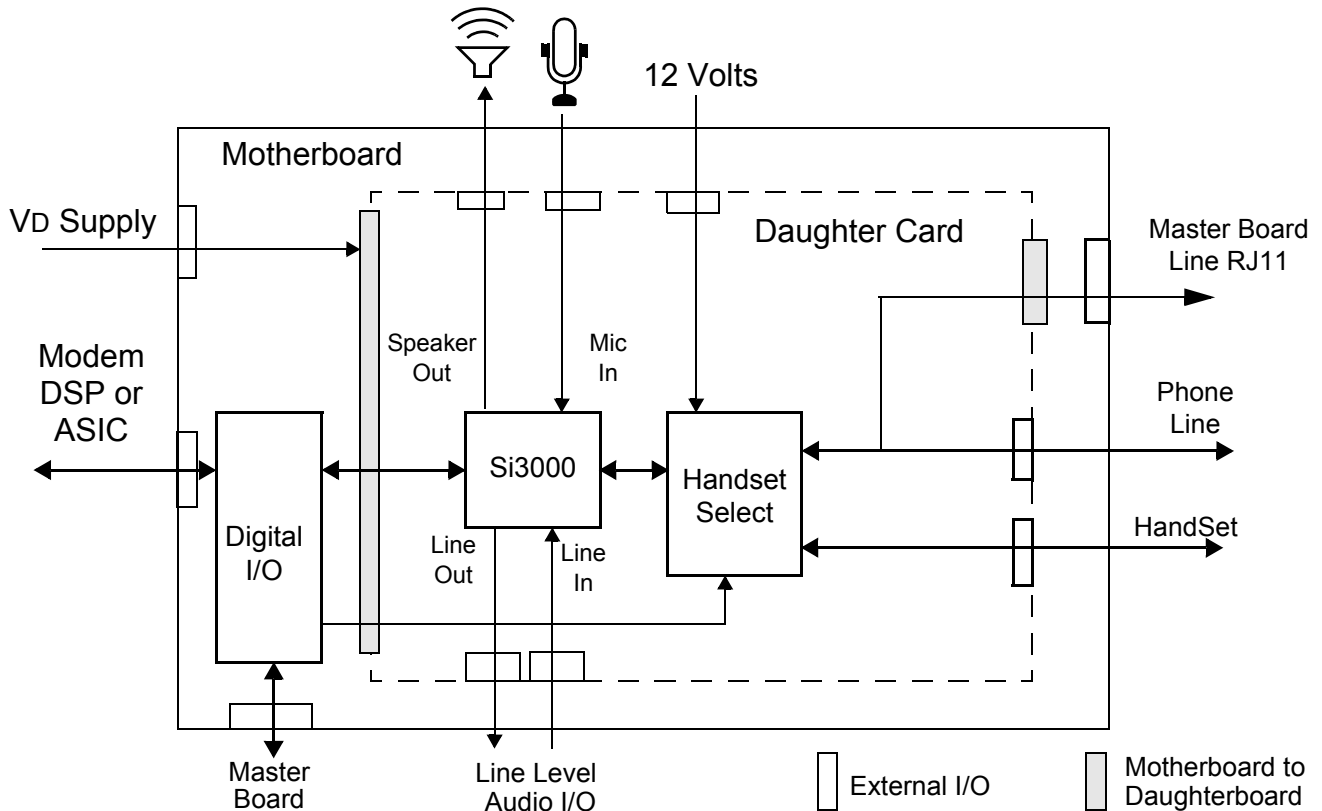 12 Volts
Motherboard
VD Supply
Daughter Card
Master Board
Line RJ11
Speaker
Out
Mic
In
Modem
DSP or
ASIC
Phone
Line
Si3000
Handset
Select
Digital
I/O
Line
Out
Line
In
HandSet
Master
Board
Line Level
Audio I/O
External I/O
Motherboard to
Daughterboard